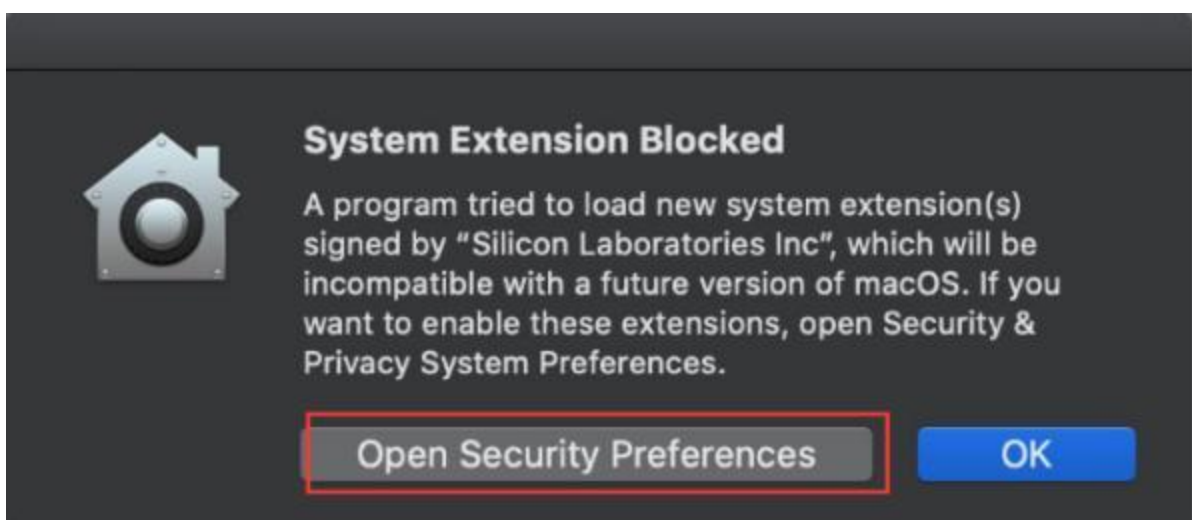 System Extension Blocked
A program tried to load new system extension(s)
signed by “Silicon Laboratories Inc”, which will be
incompatible with a future version of macOS. If you
want to enable these extensions, open Security &
Privacy System Preferences.
Open Security Preferences
OK